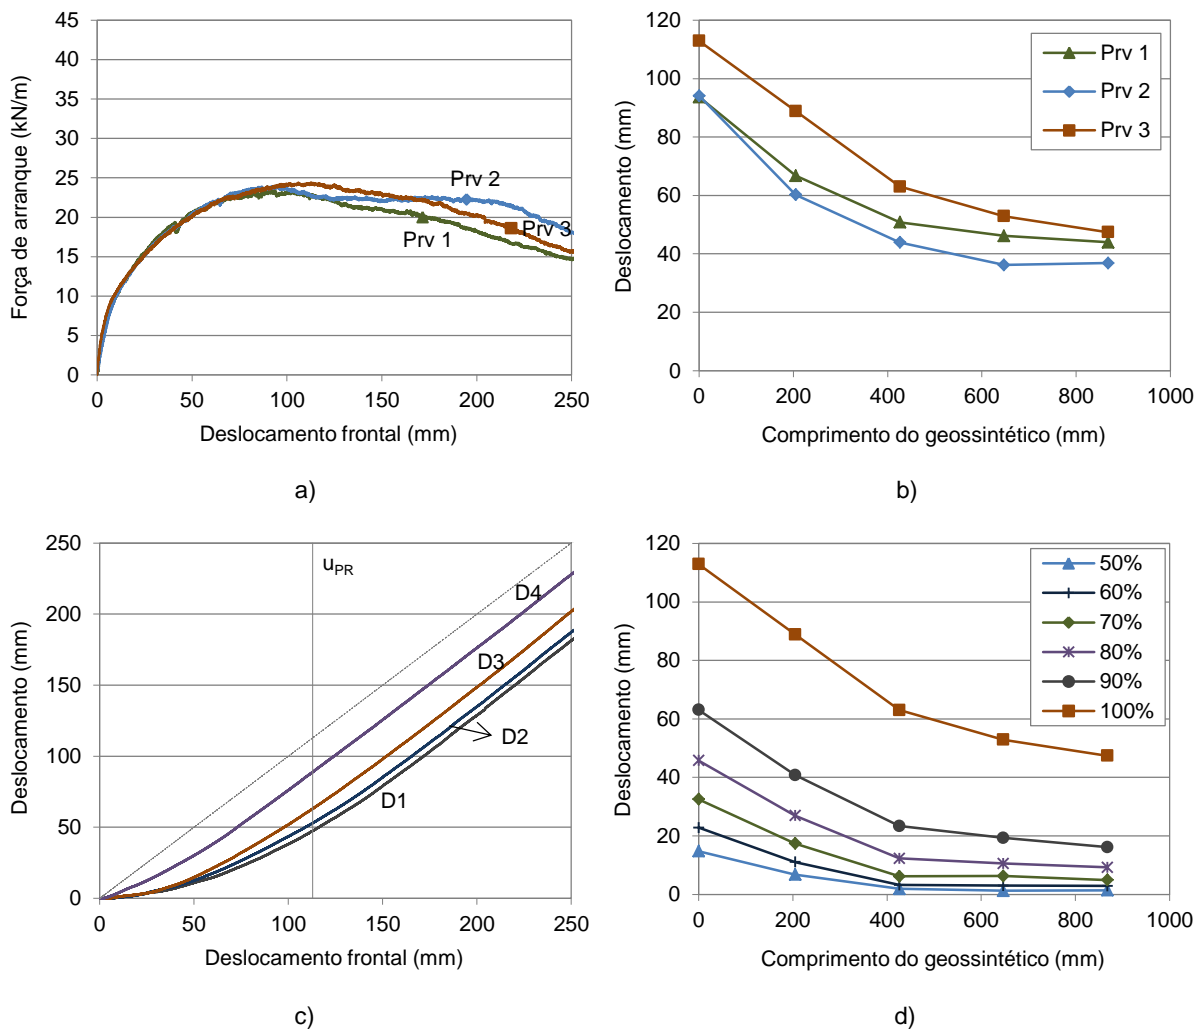 45
40
35
30
25
20
15
10
5
0
Força de arranque (kN/m)
Prv 2
Prv 1
Prv 3
0 50 100 150 200 250
Deslocamento frontal (mm)
a)
120
100
80
60
40
20
0
Deslocamento (mm)
Prv 1
Prv 2
Prv 3
0 200 400 600 800 1000
Comprimento do geossintético (mm)
b)
250
200
150
100
50
0
Deslocamento (mm)
uPR
D4
D3
D2
D1
0 50 100 150 200 250
Deslocamento frontal (mm)
c)
120
100
80
60
40
20
0
Deslocamento (mm)
50%
60%
70%
80%
90%
100%
0 200 400 600 800 1000
Comprimento do geossintético (mm)
d)